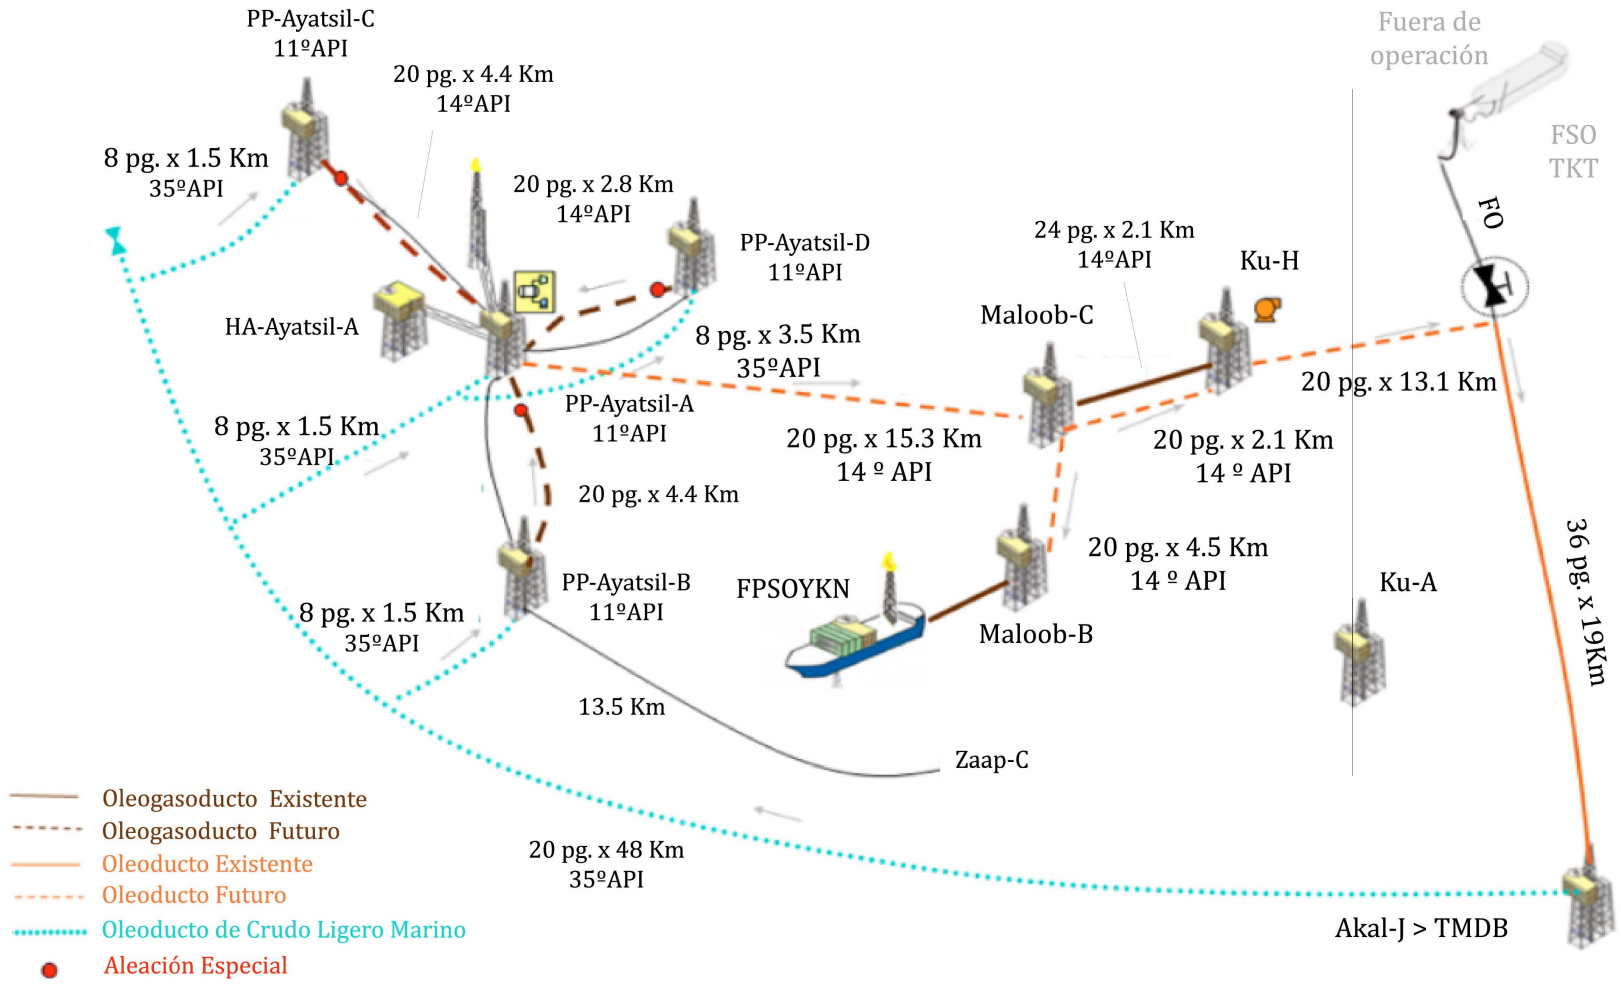 PP-Ayatsil-C
11ºAPI
20 pg. x 4.4 Km
14ºAPI
8 pg. x 1.5 Km
35ºAPI
20 pg. x 2.8 Km
14ºAPI
PP-Ayatsil-D
11ºAPI
HA-Ayatsil-A
8 pg. x 3.5 Km
35ºAPI
PP-Ayatsil-A
11ºAPI
8 pg. x 1.5 Km
35ºAPI
20 pg. x 4.4 Km
PP-Ayatsil-B
11ºAPI
8 pg. x 1.5 Km
35ºAPI
13.5 Km
Zaap-C
20 pg. x 48 Km
35ºAPI
24 pg. x 2.1 Km
14ºAPI
Ku-H
Maloob-C
20 pg. x 15.3 Km
14 º API
20 pg. x 2.1 Km
14 º API
20 pg. x 13.1 Km
20 pg. x 4.5 Km
14 º API
FPSOYKN
Maloob-B
Ku-A
Fuera de
operación
FSO
TKT
FO
36 pg. x 19Km
Akal-J > TMDB
Oleogasoducto Existente
Oleogasoducto Futuro
Oleoducto Existente
Oleoducto Futuro
Oleoducto de Crudo Ligero Marino
Aleación Especial